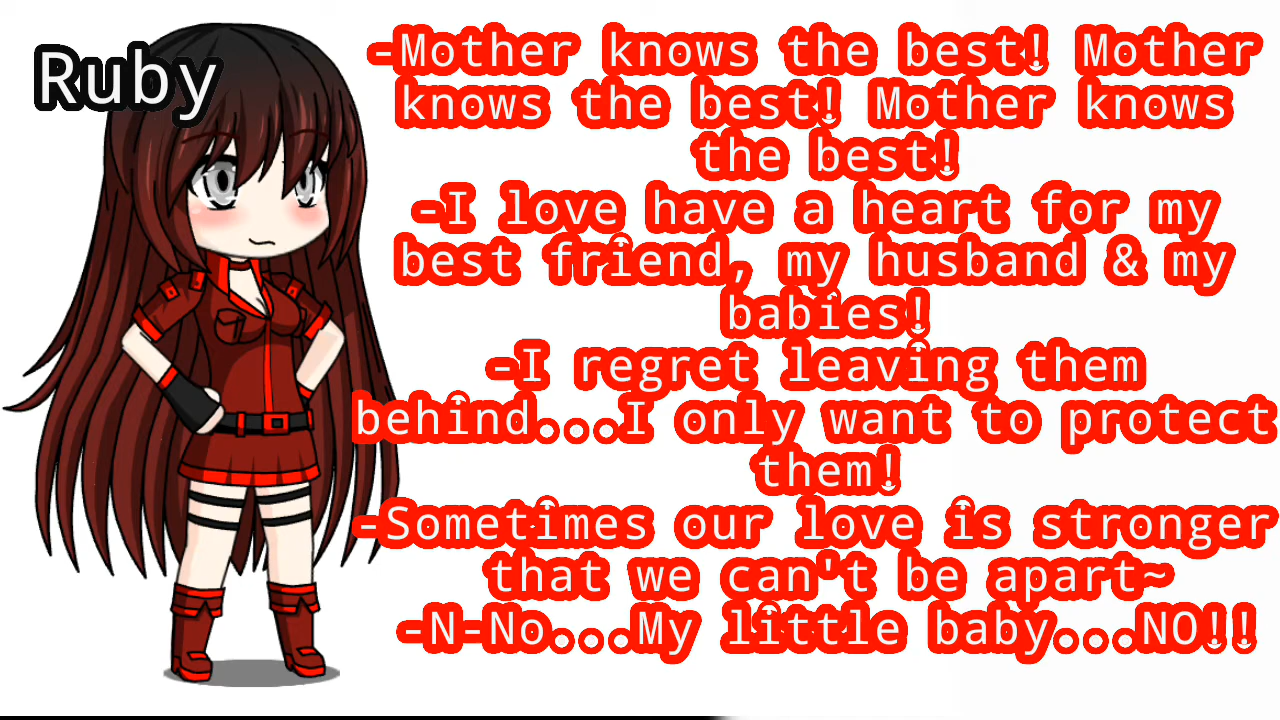 Ruby
-Mother knows the best! Mother
knows the best! Mother knows
the best!
-I love have a heart for my
best friend, my husband & my
babies!
-I regret leaving them
behind...I only want to protect
them!
-Sometimes our love is stronger
that we can't be apart~
-N-No...My little baby...NO!!